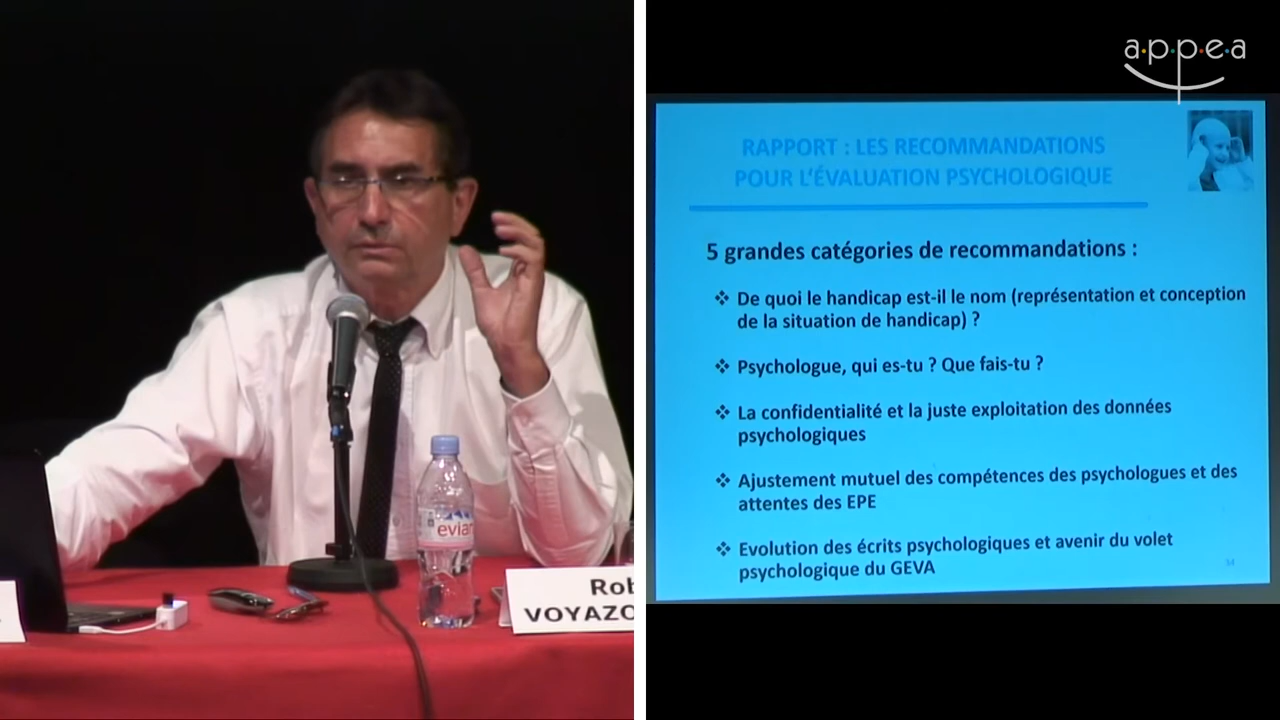 evian
Rob
VOYAZO
appea
RAPPORT : LES RECOMMANDATIONS
POUR L'ÉVALUATION PSYCHOLOGIQUE
5 grandes catégories de recommandations :
❖ De quoi le handicap est-il le nom (représentation et conception
de la situation de handicap) ?
❖ Psychologue, qui es-tu ? Que fais-tu ?
❖ La confidentialité et la juste exploitation des données
psychologiques
❖ Ajustement mutuel des compétences des psychologues et des
attentes des EPE
❖ Evolution des écrits psychologiques et avenir du volet
psychologique du GEVA